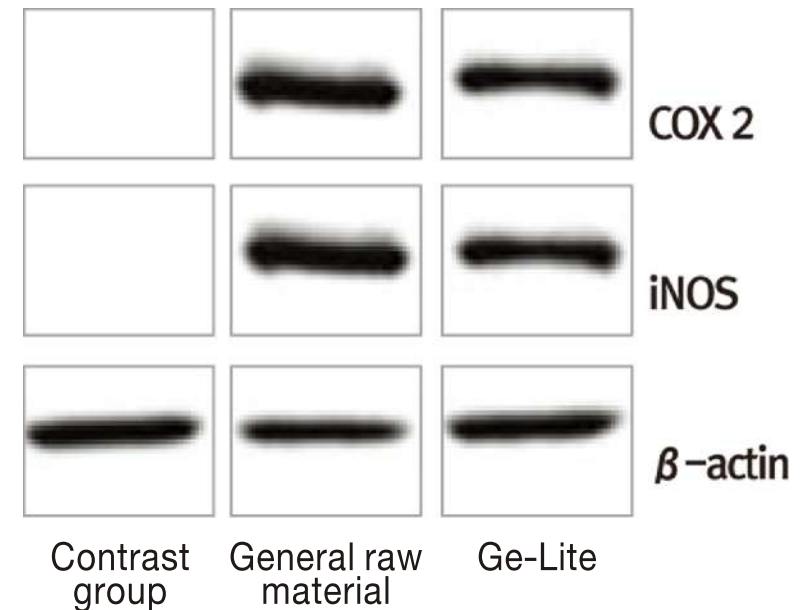 COX 2
iNOS
β-actin
Contrast
group
General raw
material
Ge-Lite